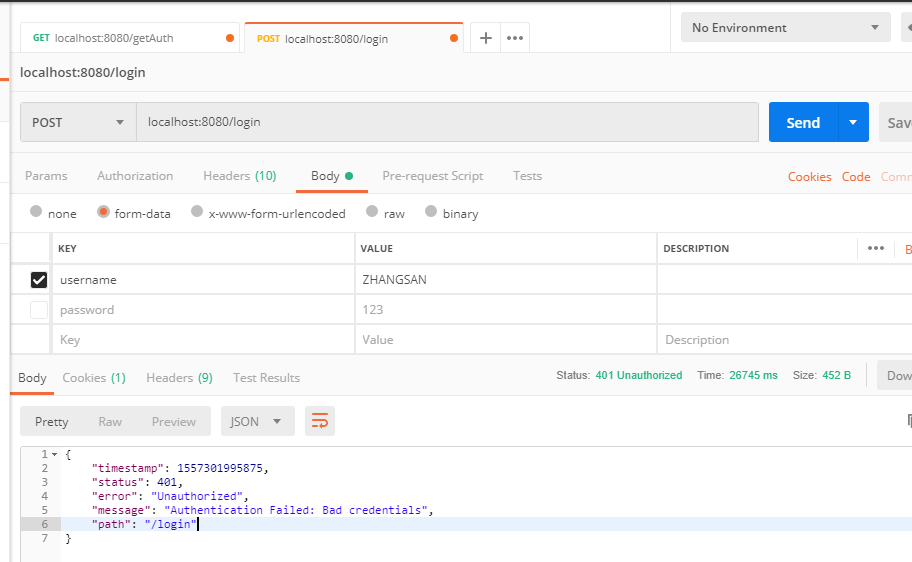 GET localhost:8080/getAuth POST localhost:8080/login + ••• No Environment
localhost:8080/login
POST localhost:8080/login Send Save
Params Authorization Headers (10) Body Pre-request Script Tests Cookies Code Comm
none form-data x-www-form-urlencoded raw binary
KEY VALUE DESCRIPTION ••• B
username ZHANGSAN
password 123
Key Value Description
Body Cookies (1) Headers (9) Test Results Status: 401 Unauthorized Time: 26745 ms Size: 452 B Dow
Pretty Raw Preview JSON
1 {
2 "timestamp": 1557301995875,
3 "status": 401,
4 "error": "Unauthorized",
5 "message": "Authentication Failed: Bad credentials",
6 "path": "/login"
7 }